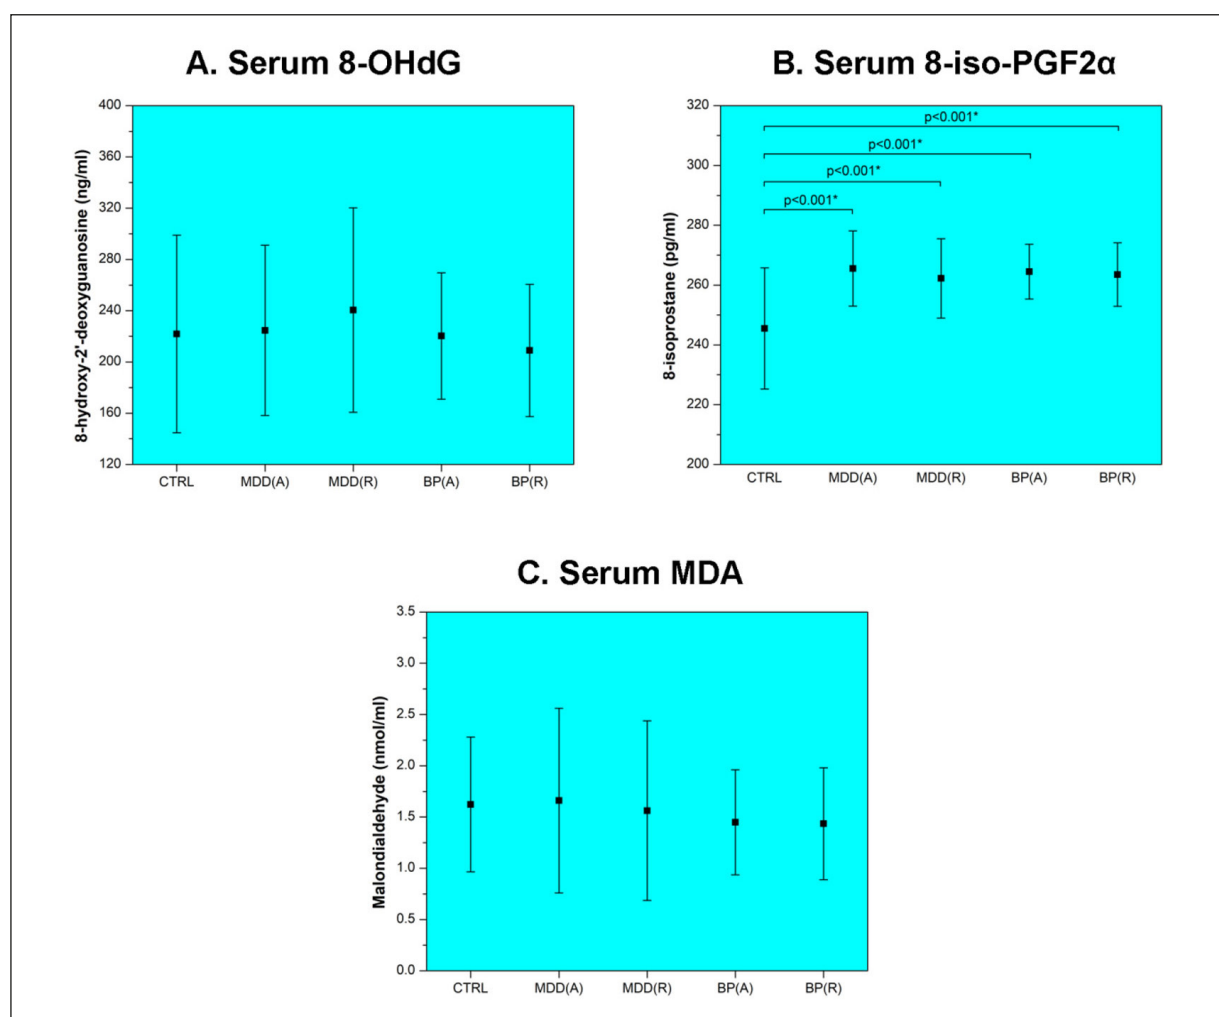 A. Serum 8-OHdG
8-hydroxy-2'-deoxyguanosine (ng/ml)
400
360
320
280
240
200
160
120
CTRL MDD(A) MDD(R) BP(A) BP(R)
B. Serum 8-iso-PGF2α
8-isoprostane (pg/ml)
320
300
280
260
240
220
200
p<0.001*
p<0.001*
p<0.001*
p<0.001*
CTRL MDD(A) MDD(R) BP(A) BP(R)
C. Serum MDA
Malondialdehyde (nmol/ml)
3.5
3.0
2.5
2.0
1.5
1.0
0.5
0.0
CTRL MDD(A) MDD(R) BP(A) BP(R)